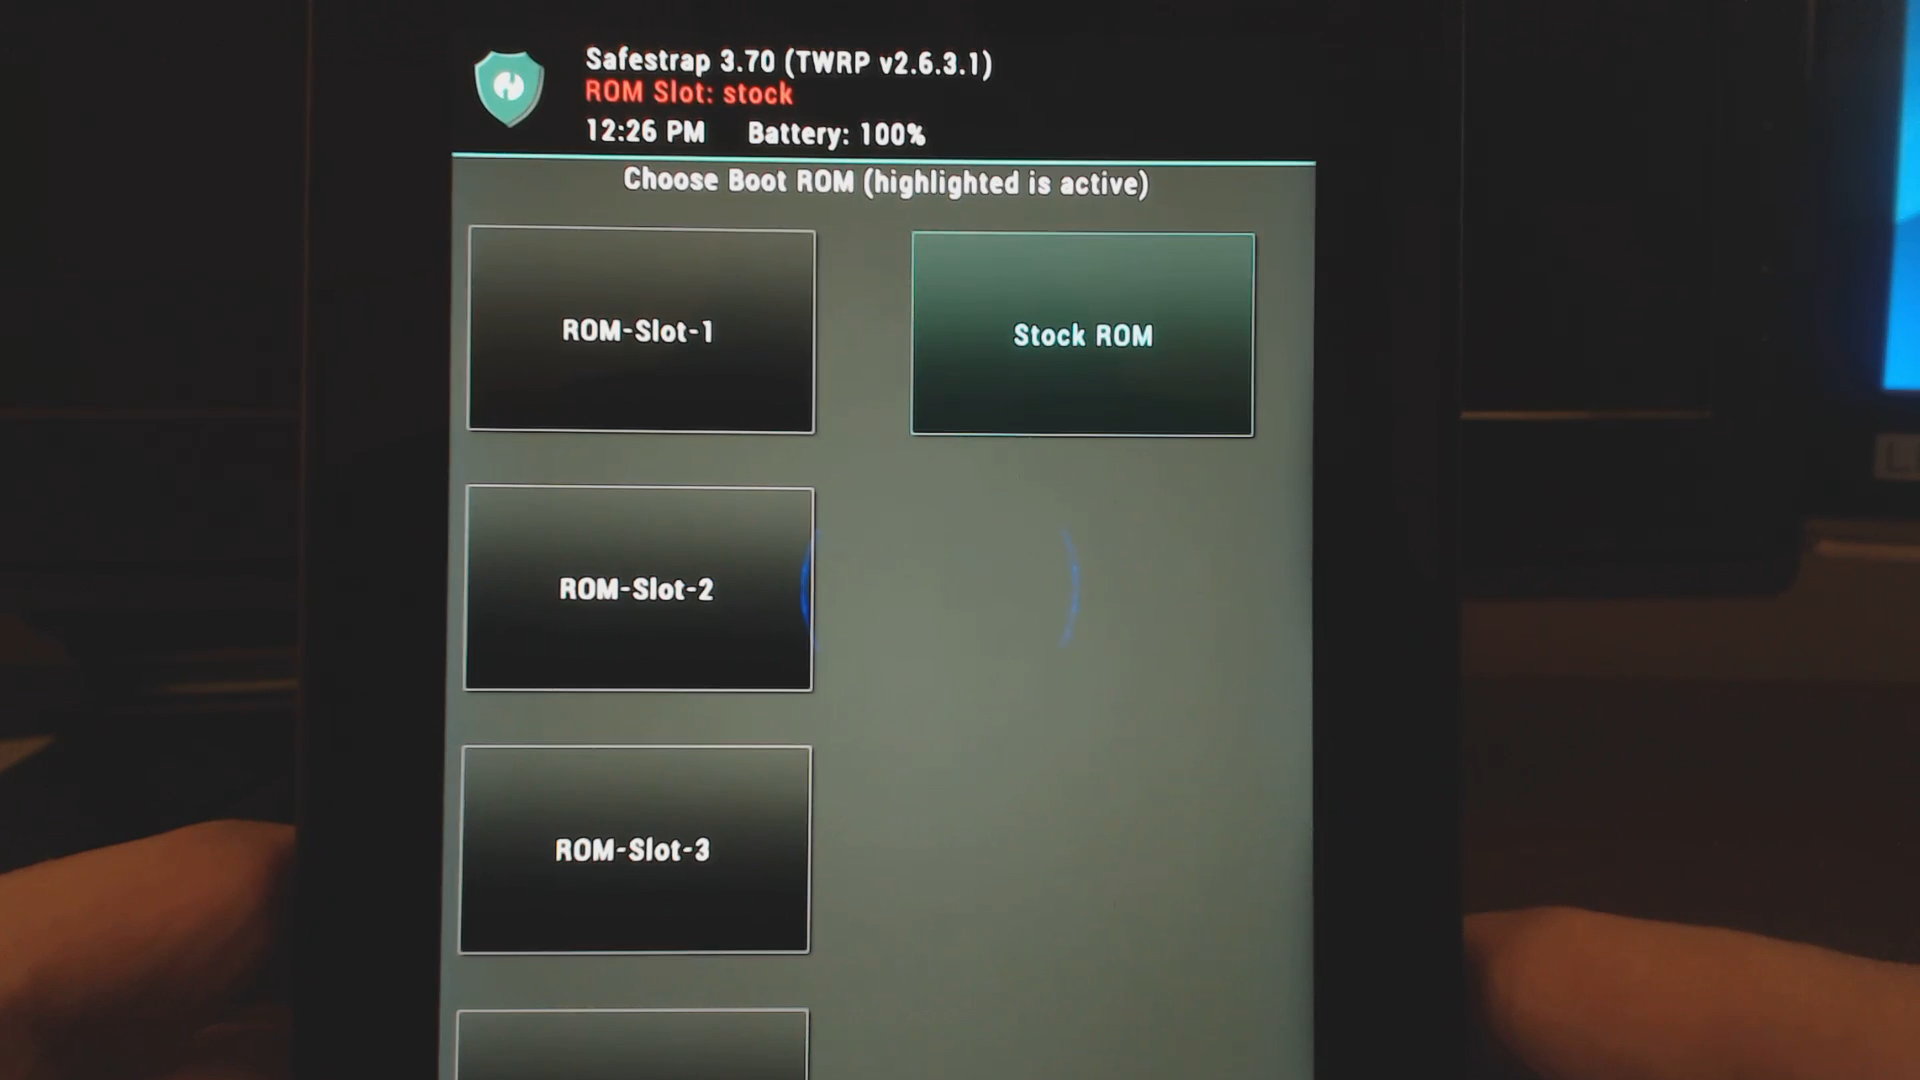 Safestrap 3.70 (TWRP v2.6.3.1)
ROM Slot: stock
12:26 PM Battery: 100%
Choose Boot ROM (highlighted is active)
ROM-Slot-1
Stock ROM
ROM-Slot-2
ROM-Slot-3